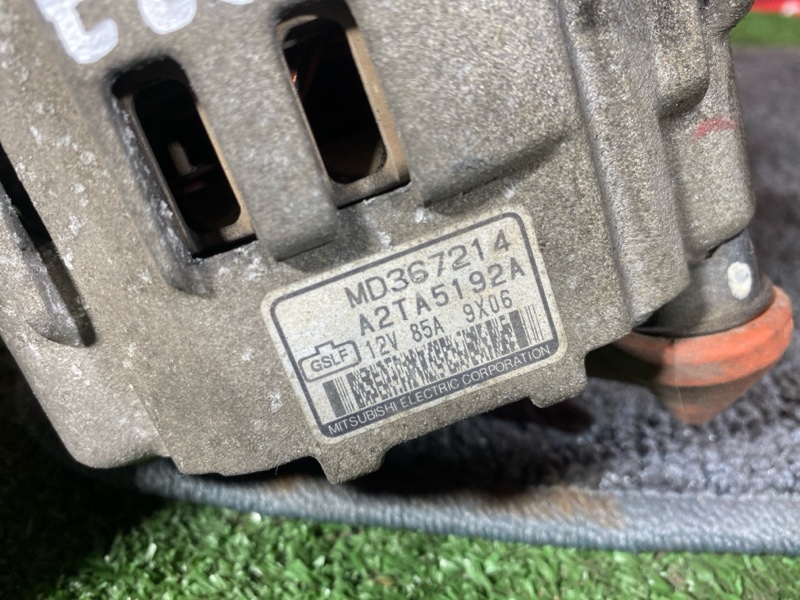 MD367214
A2TA5192A
GSLF 12V 85A 9X06
MITSUBISHI ELECTRIC CORPORATION